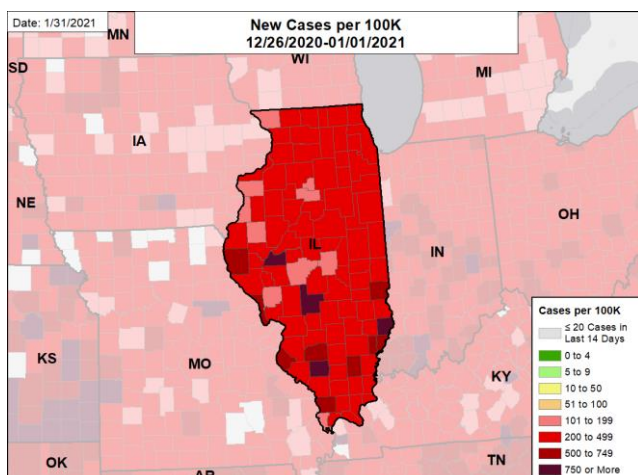 Date: 1/31/2021
New Cases per 100K
12/26/2020-01/01/2021
MN
SD
WI
MI
IA
NE
OH
IL
IN
KS
MO
KY
OK
AR
TN
Cases per 100K
≤ 20 Cases in
Last 14 Days
0 to 4
5 to 9
10 to 50
51 to 100
101 to 199
200 to 499
500 to 749
750 or More